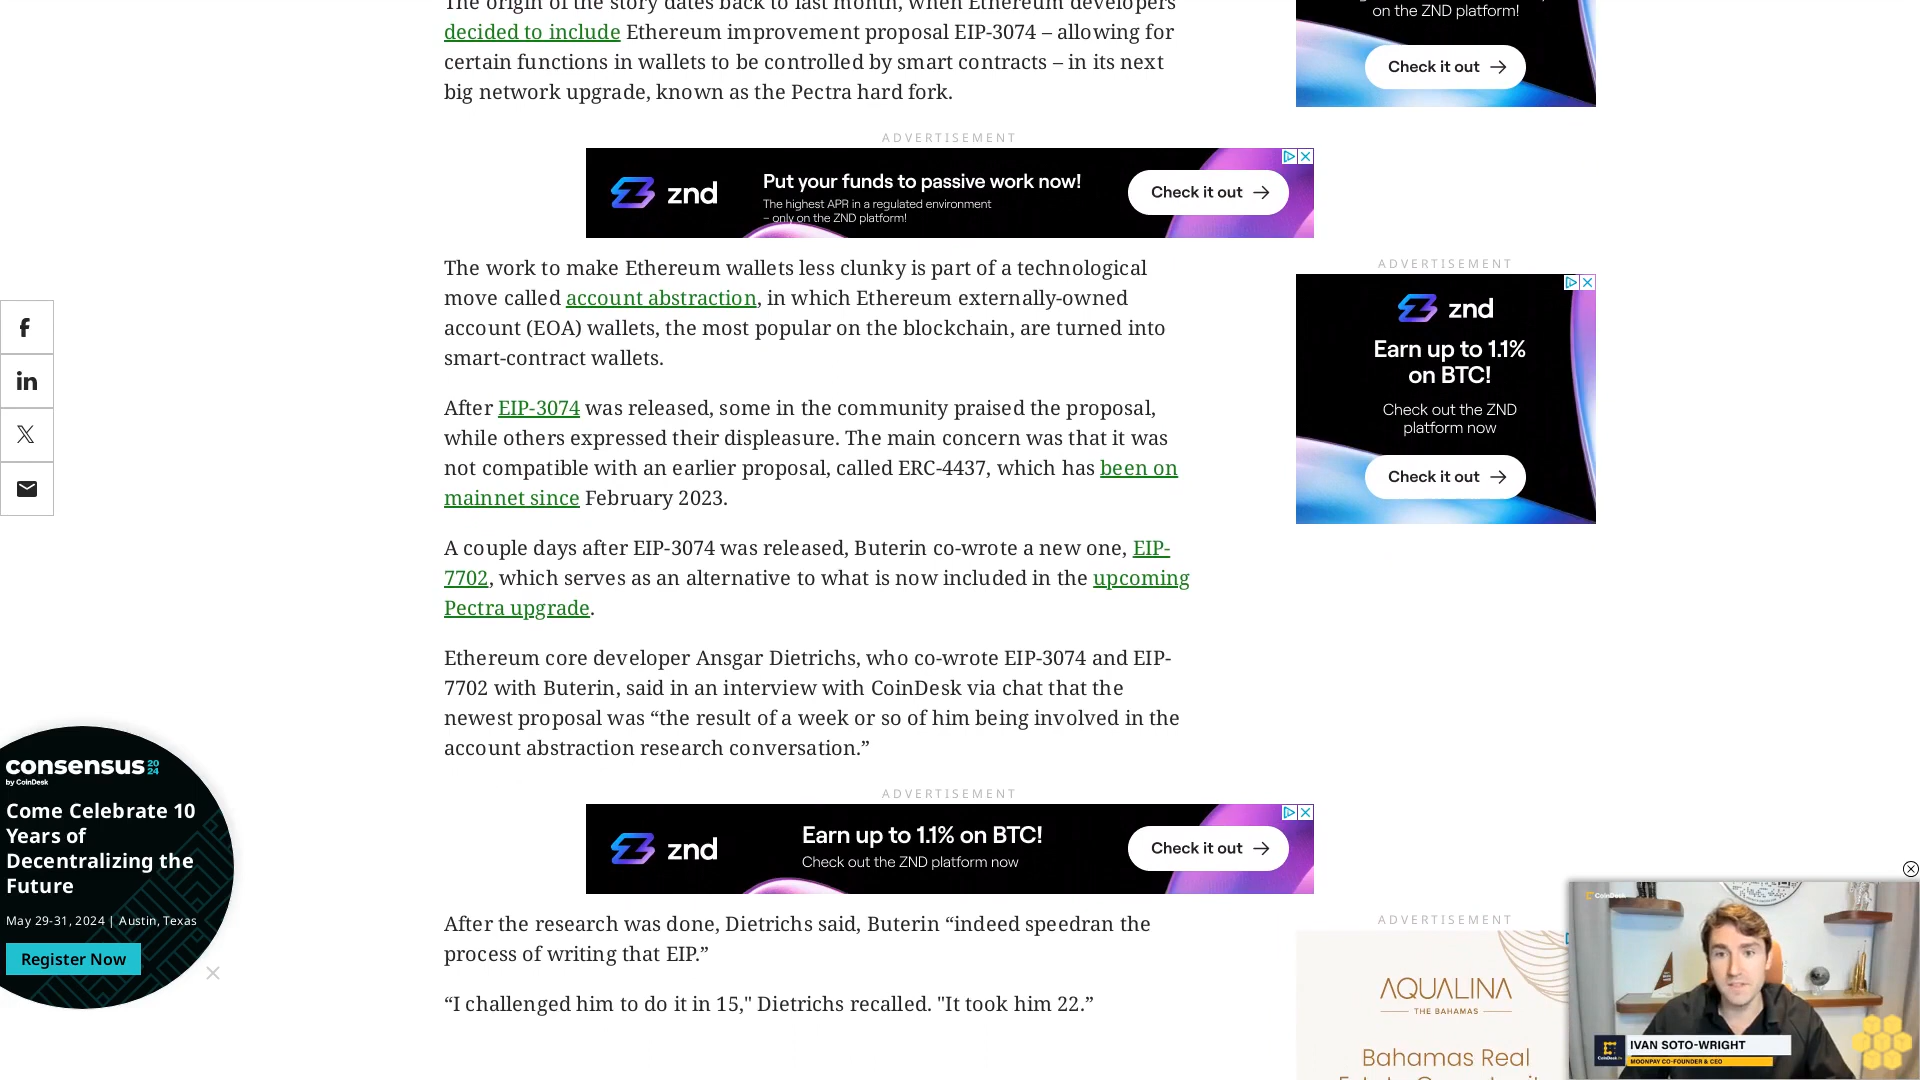 The origin of the story dates back to last month, when Ethereum developers
decided to include Ethereum improvement proposal EIP-3074 – allowing for
certain functions in wallets to be controlled by smart contracts – in its next
big network upgrade, known as the Pectra hard fork.
on the ZND platform!
Check it out
ADVERTISEMENT
znd
Put your funds to passive work now!
The highest APR in a regulated environment
– only on the ZND platform!
Check it out
The work to make Ethereum wallets less clunky is part of a technological
move called account abstraction, in which Ethereum externally-owned
account (EOA) wallets, the most popular on the blockchain, are turned into
smart-contract wallets.
After EIP-3074 was released, some in the community praised the proposal,
while others expressed their displeasure. The main concern was that it was
not compatible with an earlier proposal, called ERC-4437, which has been on
mainnet since February 2023.
A couple days after EIP-3074 was released, Buterin co-wrote a new one, EIP-
7702, which serves as an alternative to what is now included in the upcoming
Pectra upgrade.
Ethereum core developer Ansgar Dietrichs, who co-wrote EIP-3074 and EIP-
7702 with Buterin, said in an interview with CoinDesk via chat that the
newest proposal was “the result of a week or so of him being involved in the
account abstraction research conversation.”
ADVERTISEMENT
znd
Earn up to 1.1%
on BTC!
Check out the ZND
platform now
Check it out
ADVERTISEMENT
znd
Earn up to 1.1% on BTC!
Check out the ZND platform now
Check it out
After the research was done, Dietrichs said, Buterin “indeed speedran the
process of writing that EIP.”
“I challenged him to do it in 15," Dietrichs recalled. "It took him 22.”
consensus 2024
by CoinDesk
Come Celebrate 10
Years of
Decentralizing the
Future
May 29-31, 2024 | Austin, Texas
Register Now
ADVERTISEMENT
AQUALINA
THE BAHAMAS
Bahamas Real
CoinDesk
IVAN SOTO-WRIGHT
MOONPAY CO-FOUNDER & CEO